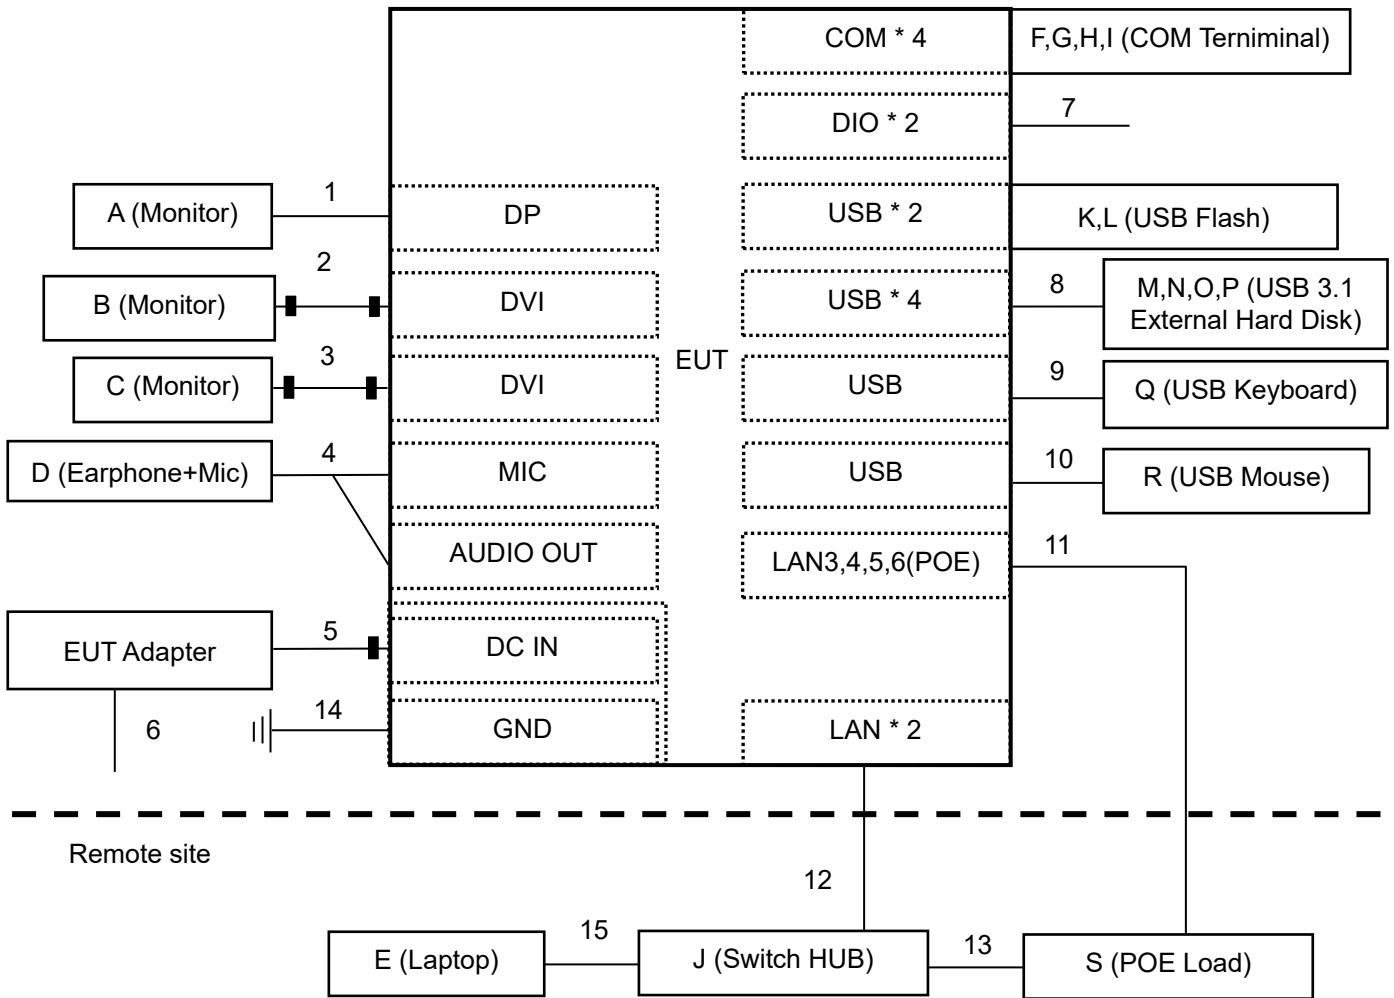 COM * 4
F,G,H,I (COM Terniminal)
DIO * 2
7
A (Monitor)
1
DP
USB * 2
K,L (USB Flash)
2
B (Monitor)
DVI
USB * 4
8
M,N,O,P (USB 3.1
External Hard Disk)
3
C (Monitor)
DVI
EUT
USB
9
Q (USB Keyboard)
D (Earphone+Mic)
4
MIC
USB
10
R (USB Mouse)
AUDIO OUT
LAN3,4,5,6(POE)
11
EUT Adapter
5
DC IN
6
14
GND
LAN * 2
Remote site
12
E (Laptop)
15
J (Switch HUB)
13
S (POE Load)